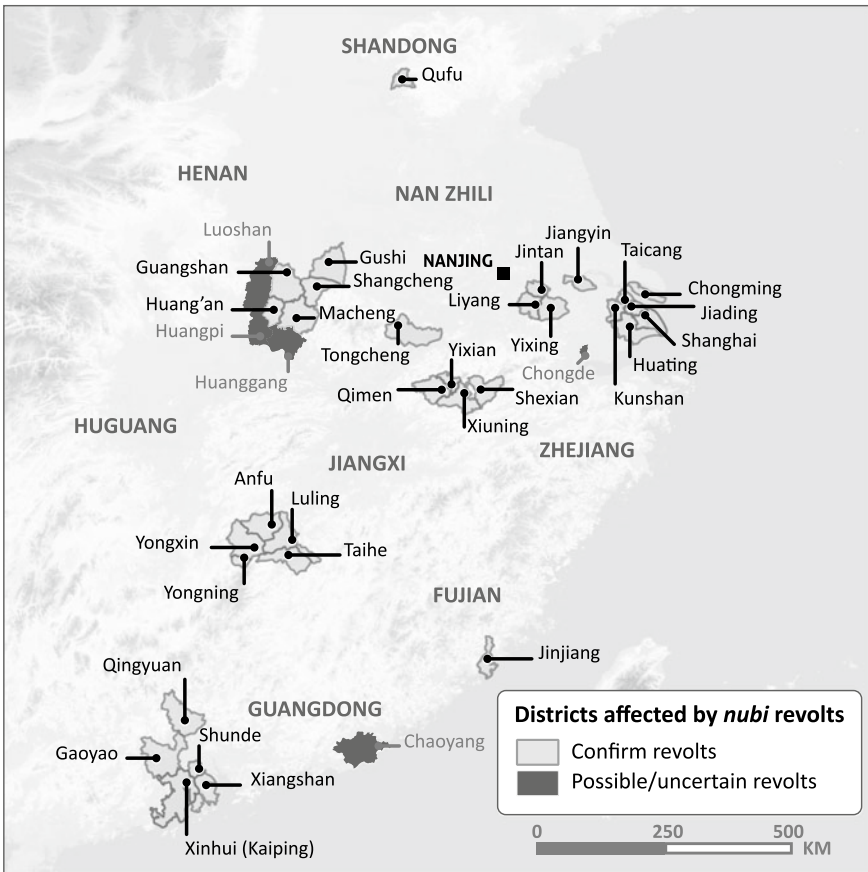 SHANDONG
Qufu
HENAN
NAN ZHILI
Luoshan
Jiangyin
Gushi
NANJING
Jintan
Taicang
Guangshan
Shangcheng
Chongming
Huang'an
Macheng
Liyang
Jiading
Huangpi
Shanghai
Tongcheng
Yixian
Yixing
Chongde
Huating
Huanggang
Qimen
Shexian
Kunshan
Xiuning
HUGUANG
ZHEJIANG
JIANGXI
Anfu
Luling
Yongxin
Taihe
Yongning
FUJIAN
Jinjiang
Qingyuan
GUANGDONG
Shunde
Chaoyang
Gaoyao
Xiangshan
Xinhui (Kaiping)
Districts affected by nubi revolts
Confirm revolts
Possible/uncertain revolts
0 250 500
KM